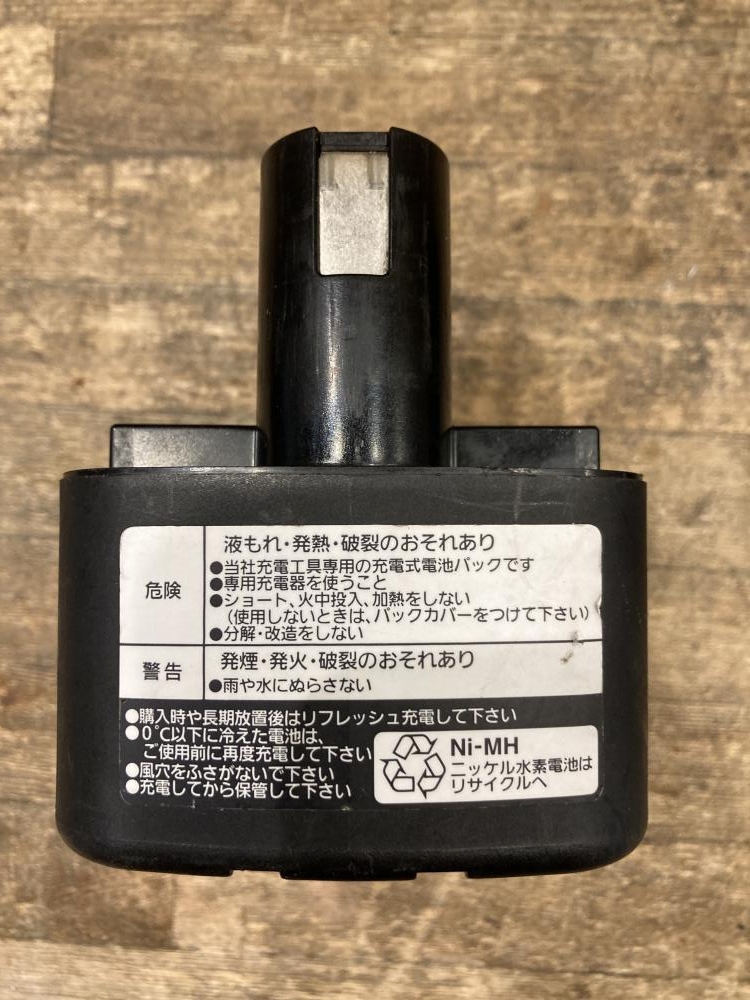 危険
液もれ・発熱・破裂のおそれあり
●当社充電工具専用の充電式電池パックです
●専用充電器を使うこと
●ショート、火中投入、加熱をしない
(使用しないときは、パックカバーをつけて下さい)
●分解・改造をしない
警告
発煙・発火・破裂のおそれあり
●雨や水にぬらさない
●購入時や長期放置後はリフレッシュ充電して下さい
●0℃以下に冷えた電池は、
ご使用前に再度充電して下さい
●風穴をふさがないで下さい
●充電してから保管して下さい
Ni-MH
ニッケル水素電池は
リサイクルへ